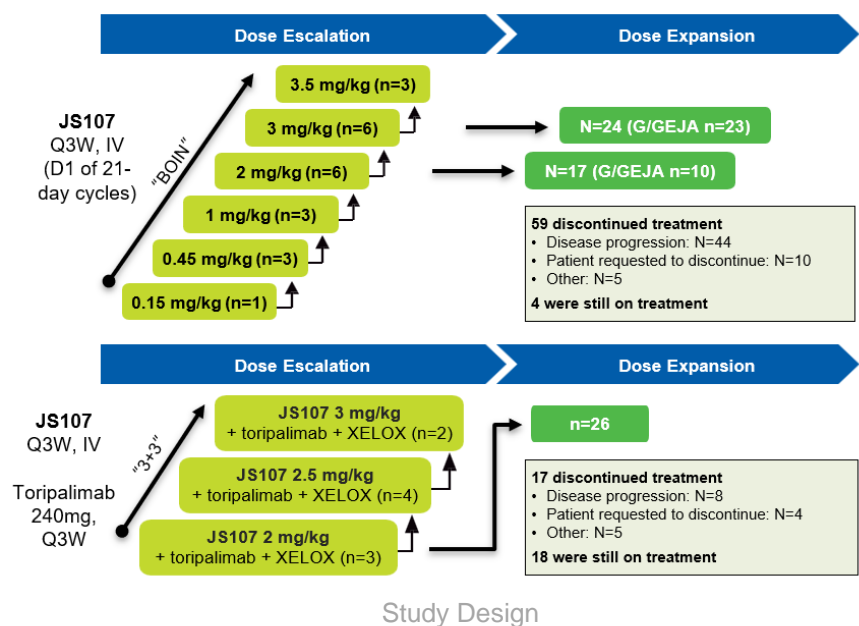 Dose Escalation
Dose Expansion
JS107
Q3W, IV
(D1 of 21-
day cycles)
“BOIN”
3.5 mg/kg (n=3)
3 mg/kg (n=6)
2 mg/kg (n=6)
1 mg/kg (n=3)
0.45 mg/kg (n=3)
0.15 mg/kg (n=1)
N=24 (G/GEJA n=23)
N=17 (G/GEJA n=10)
59 discontinued treatment
• Disease progression: N=44
• Patient requested to discontinue: N=10
• Other: N=5
4 were still on treatment
Dose Escalation
Dose Expansion
JS107
Q3W, IV
Toripalimab
240mg,
Q3W
“3+3”
JS107 3 mg/kg
+ toripalimab + XELOX (n=2)
JS107 2.5 mg/kg
+ toripalimab + XELOX (n=4)
JS107 2 mg/kg
+ toripalimab + XELOX (n=3)
n=26
17 discontinued treatment
• Disease progression: N=8
• Patient requested to discontinue: N=4
• Other: N=5
18 were still on treatment
Study Design